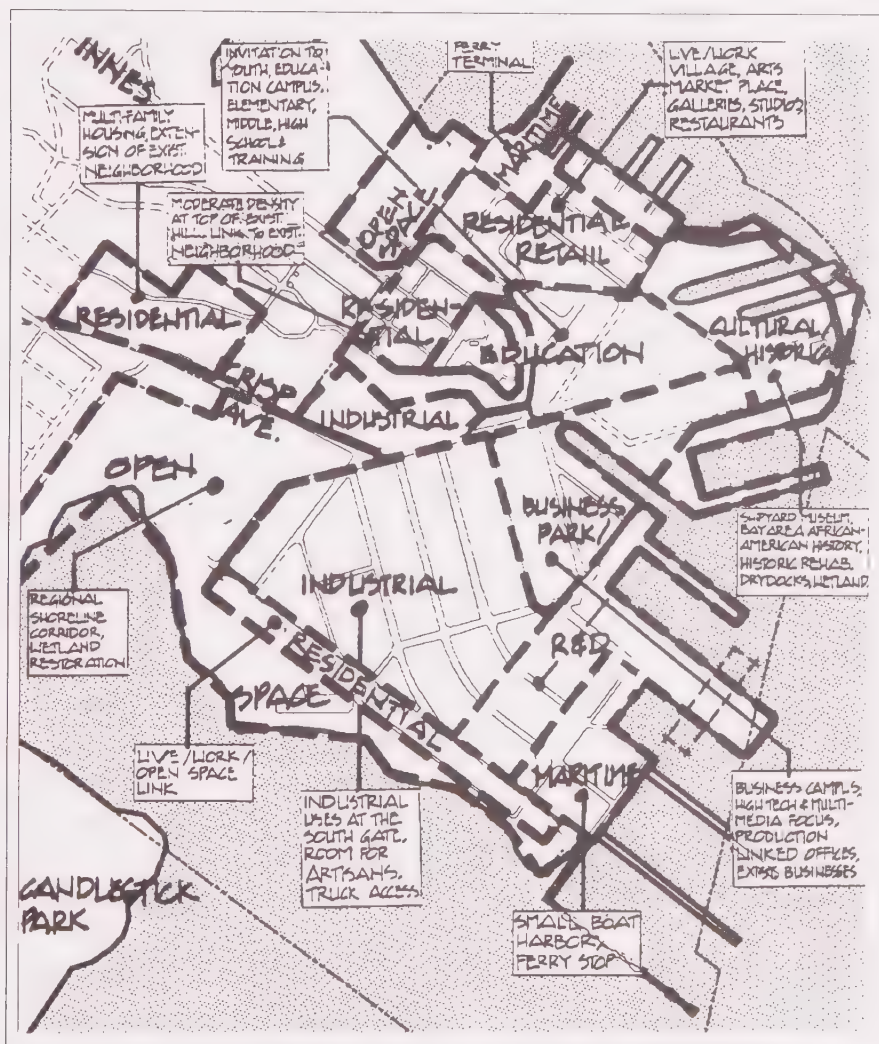 INNES
MULTI-FAMILY
HOUSING, EXTEN-
SION OF EXIST.
NEIGHBORHOOD
INVITATION TO
YOUTH, EDUCA-
TION CAMPUS,
ELEMENTARY,
MIDDLE, HIGH
SCHOOL &
TRAINING
FERRY
TERMINAL
LIVE/WORK
VILLAGE, ARTS
MARKET PLACE,
GALLERIES, STUDIOS
RESTAURANTS
MODERATE DENSITY
AT TOP OF EXIST.
HILL LINK TO EXIST.
NEIGHBORHOOD
MARITIME
OPEN
SPACE
RESIDENTIAL
RETAIL
RESIDENTIAL
RESIDEN-
TIAL
EDUCATION
CULTURAL/
HISTORICAL
CRISP
AVE.
INDUSTRIAL
OPEN
BUSINESS
PARK/
SHIPYARD MUSEUM,
BAY AREA AFRICAN-
AMERICAN HISTORY,
HISTORIC REHAB.
DRYDOCKS, WETLAND
REGIONAL
SHORELINE
CORRIDOR,
WETLAND
RESTORATION
INDUSTRIAL
R&D
RESIDENTIAL
SPACE
MARITIME
LIVE/WORK/
OPEN SPACE
LINK
INDUSTRIAL
USES AT THE
SOUTH GATE,
ROOM FOR
ARTISANS,
TRUCK ACCESS
BUSINESS CAMPUS,
HIGH TECH & MULTI-
MEDIA FOCUS,
PRODUCTION
LINKED OFFICES,
BUSINESSES
CANDLESTICK
PARK
SMALL BOAT
HARBOR,
FERRY STOP